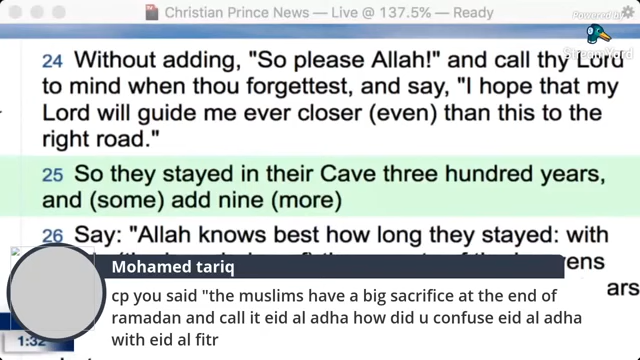 Christian Prince News — Live @ 137.5% — Ready
Powered by
StreamYard
24 Without adding, "So please Allah!" and call thy Lord
to mind when thou forgettest, and say, "I hope that my
Lord will guide me ever closer (even) than this to the
right road."
25 So they stayed in their Cave three hundred years,
and (some) add nine (more)
26 Say: "Allah knows best how long they stayed: with
ars
Mohamed tariq
cp you said "the muslims have a big sacrifice at the end of
ramadan and call it eid al adha how did u confuse eid al adha
with eid al fitr
1:32